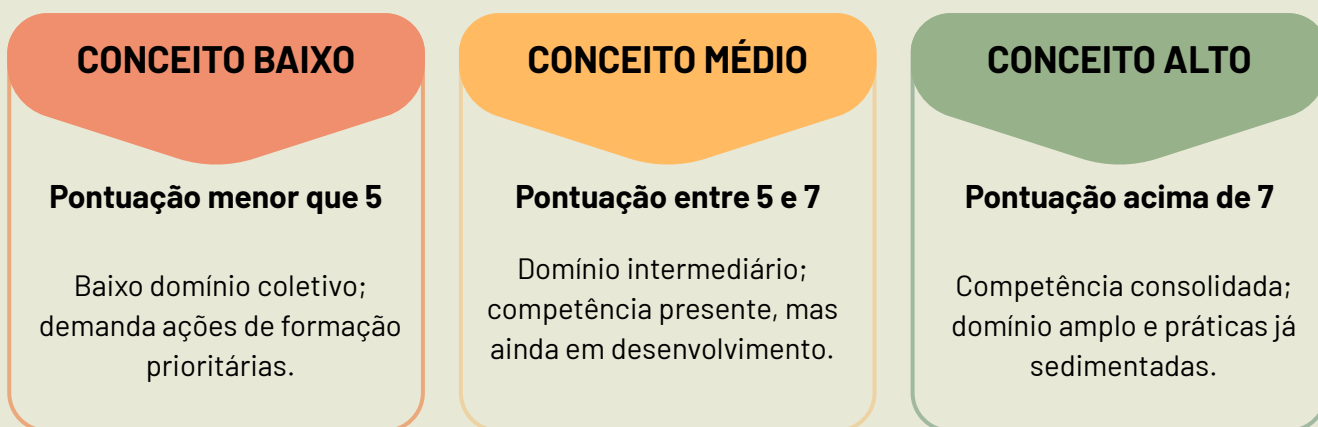 CONCEITO BAIXO
Pontuação menor que 5
Baixo domínio coletivo;
demanda ações de formação
prioritárias.
CONCEITO MÉDIO
Pontuação entre 5 e 7
Domínio intermediário;
competência presente, mas
ainda em desenvolvimento.
CONCEITO ALTO
Pontuação acima de 7
Competência consolidada;
domínio amplo e práticas já
sedimentadas.